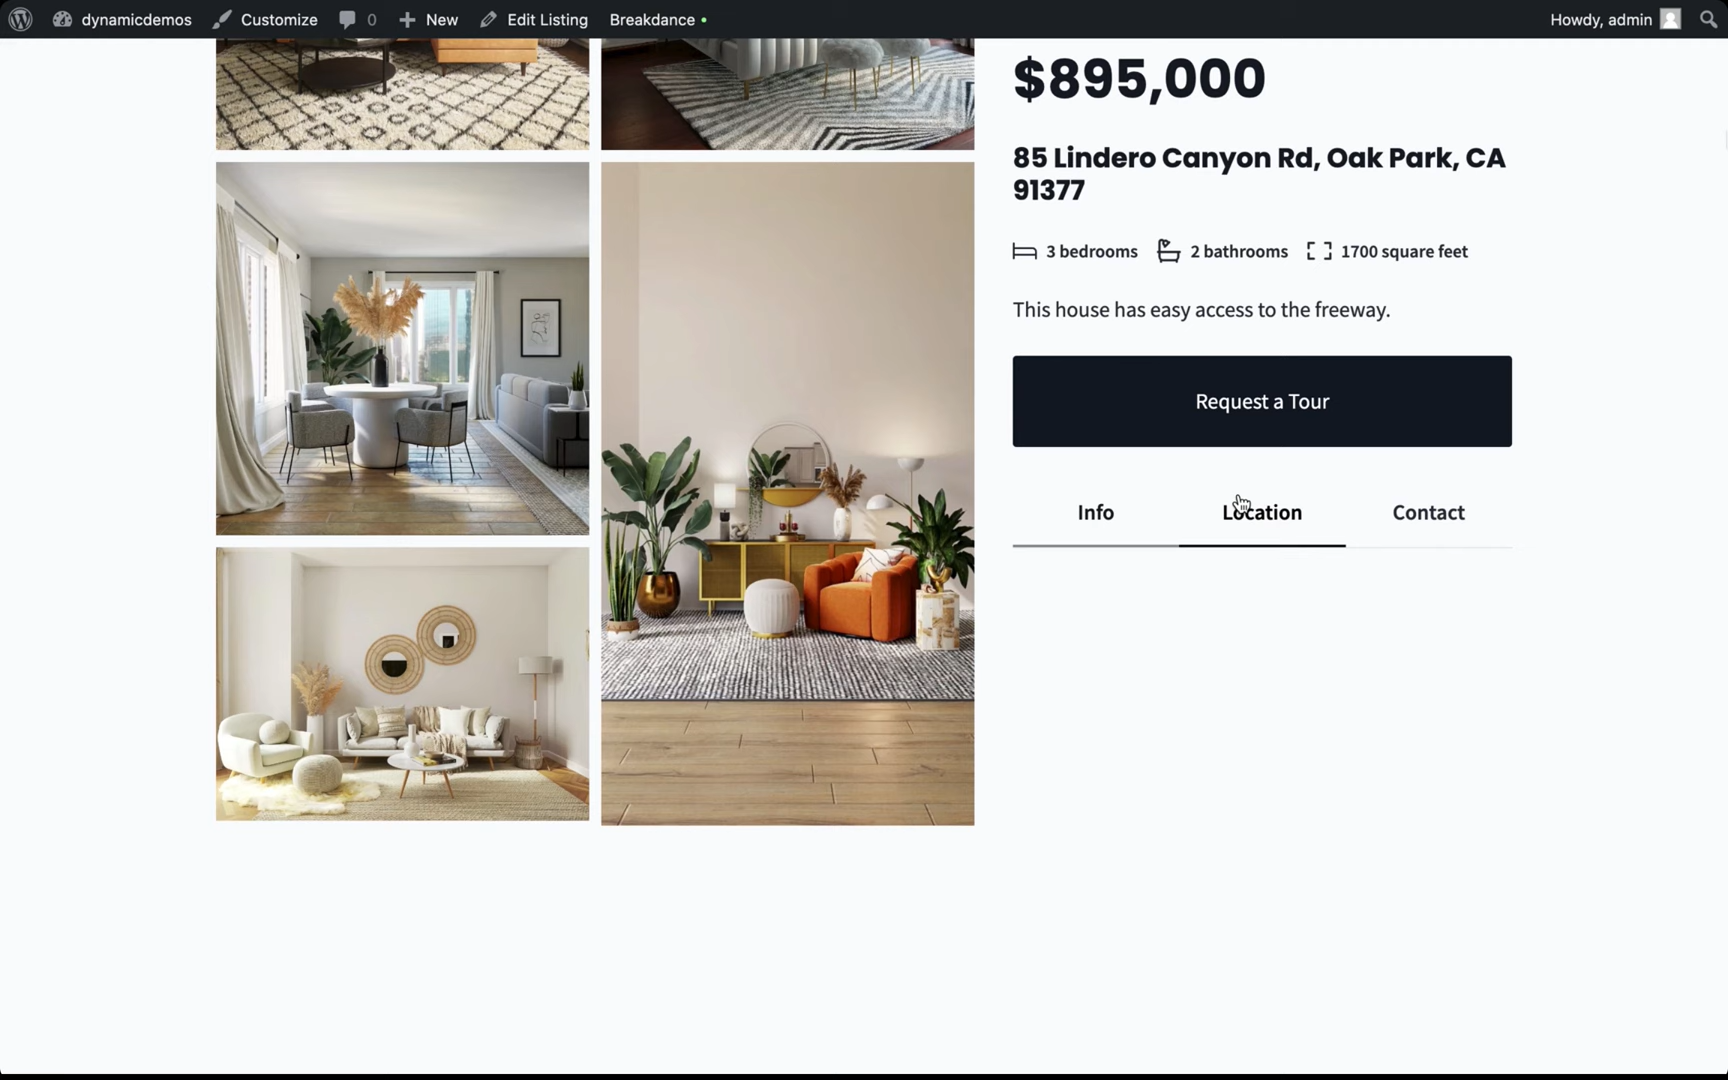 dynamicdemos Customize 0 New Edit Listing Breakdance Howdy, admin
$895,000
85 Lindero Canyon Rd, Oak Park, CA
91377
3 bedrooms 2 bathrooms 1700 square feet
This house has easy access to the freeway.
Request a Tour
Info Location Contact